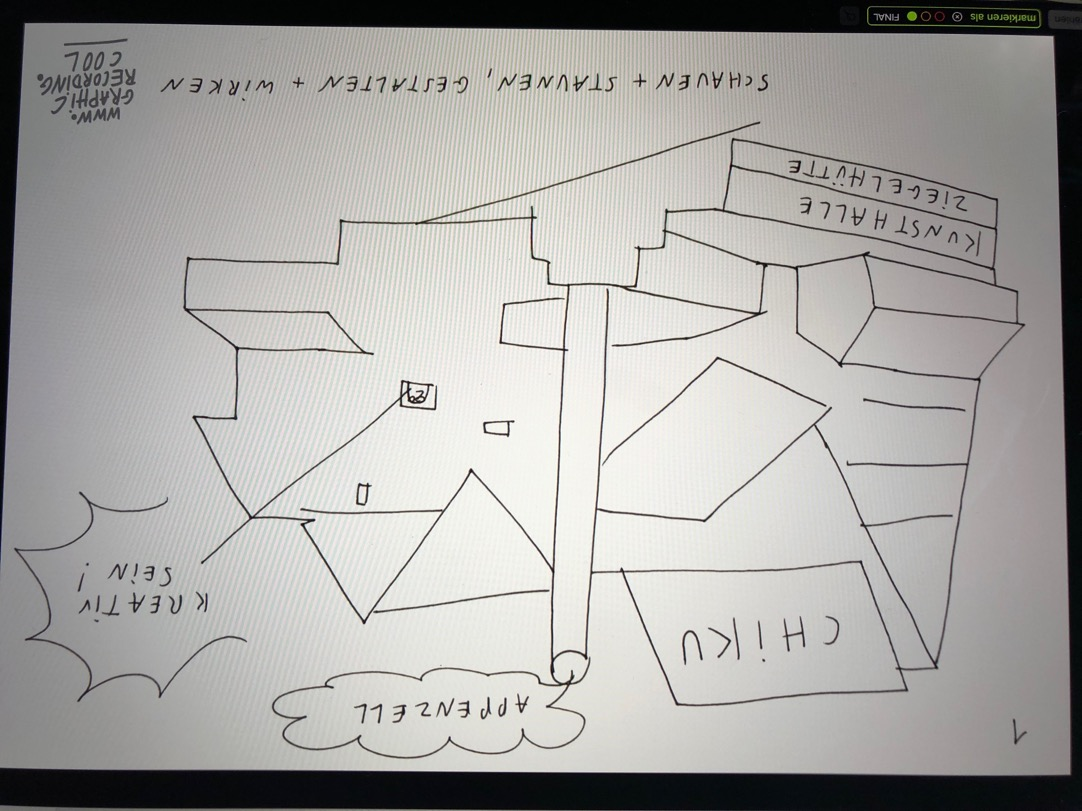 1
APPENZELL
CHIKU
KREATIV
SEIN!
KUNSTHALLE
ZIEGELHÜTTE
SCHAUEN + STAUNEN, GESTALTEN + WIRKEN
WWW.
GRAPHIC
RECORDING.
COOL
markieren als
FINAL